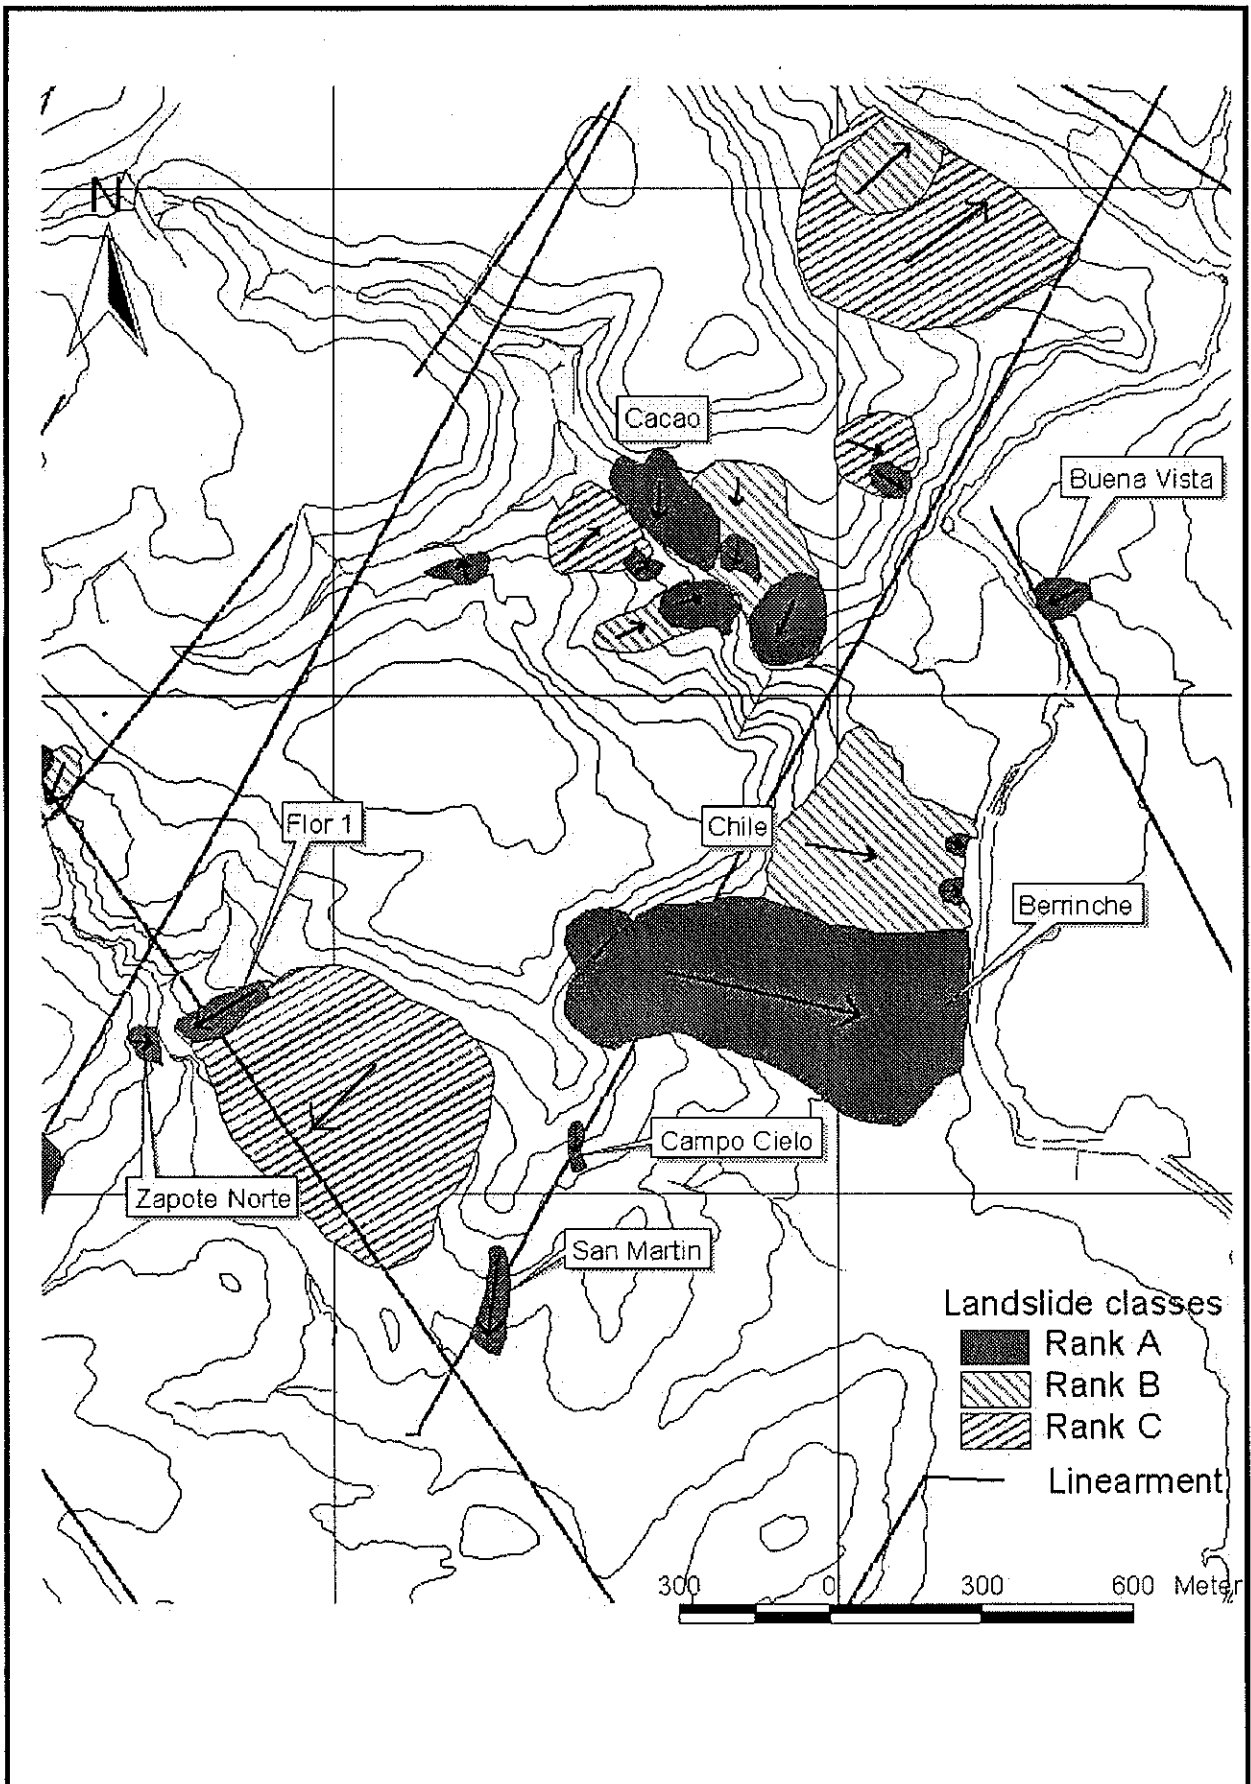 N
Cacao
Buena Vista
Flor 1
Chile
Berrinche
Campo Cielo
Zapote Norte
San Martin
Landslide classes
Rank A
Rank B
Rank C
Linearment
300 0 300 600 Meter